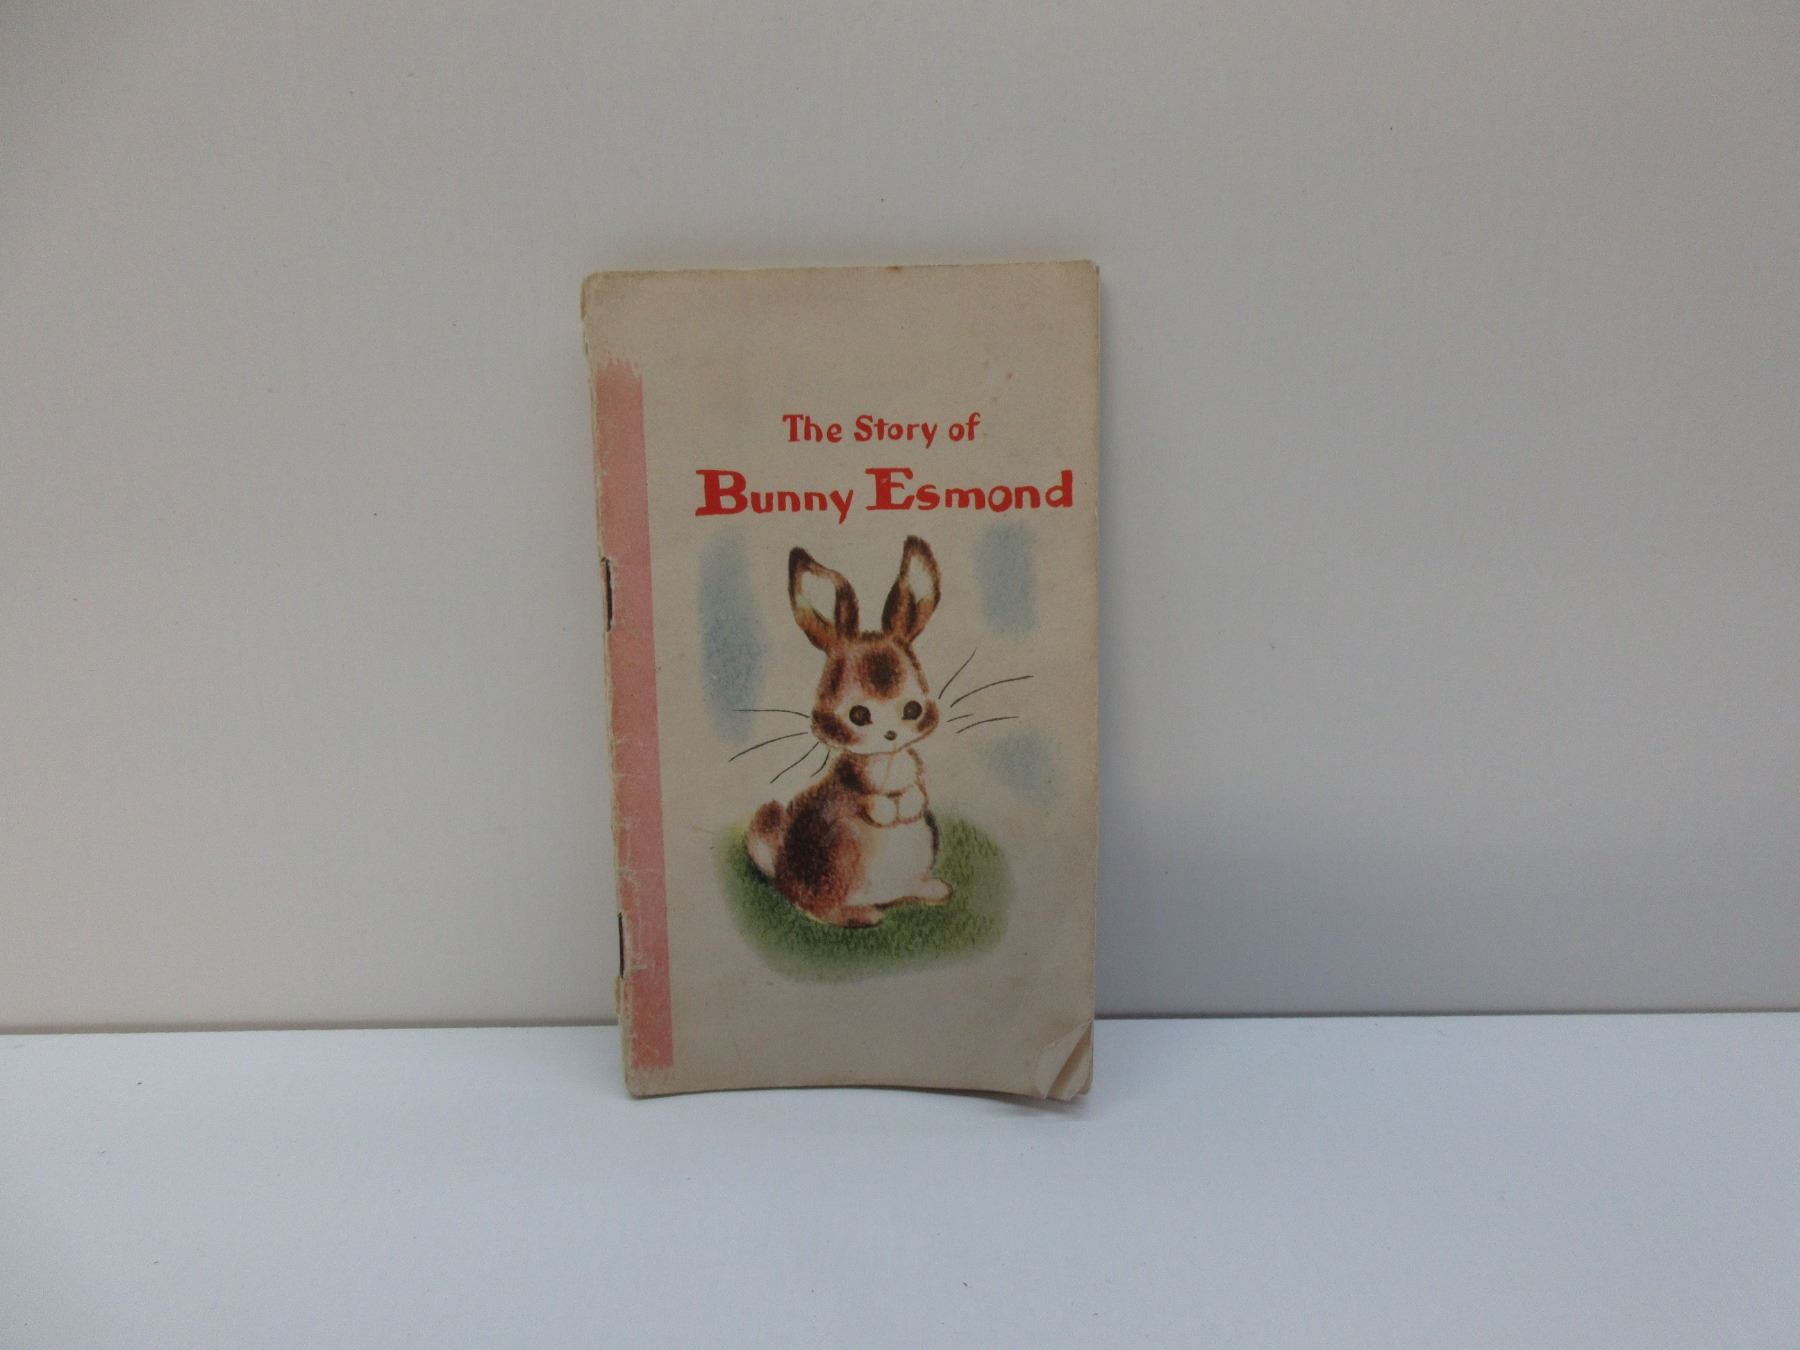 The Story of
Bunny Esmond